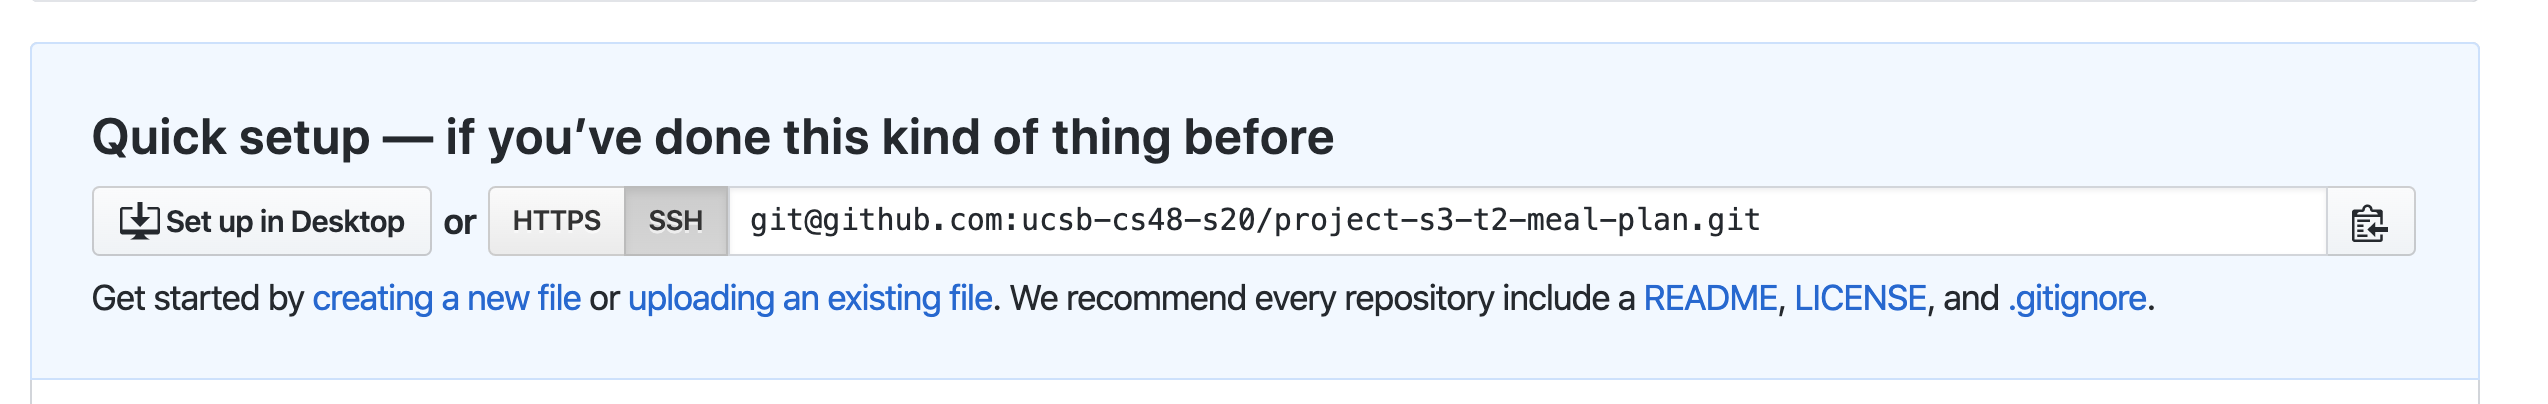 Quick setup — if you’ve done this kind of thing before
Set up in Desktop or HTTPS SSH git@github.com:ucsb-cs48-s20/project-s3-t2-meal-plan.git
Get started by creating a new file or uploading an existing file. We recommend every repository include a README, LICENSE, and .gitignore.